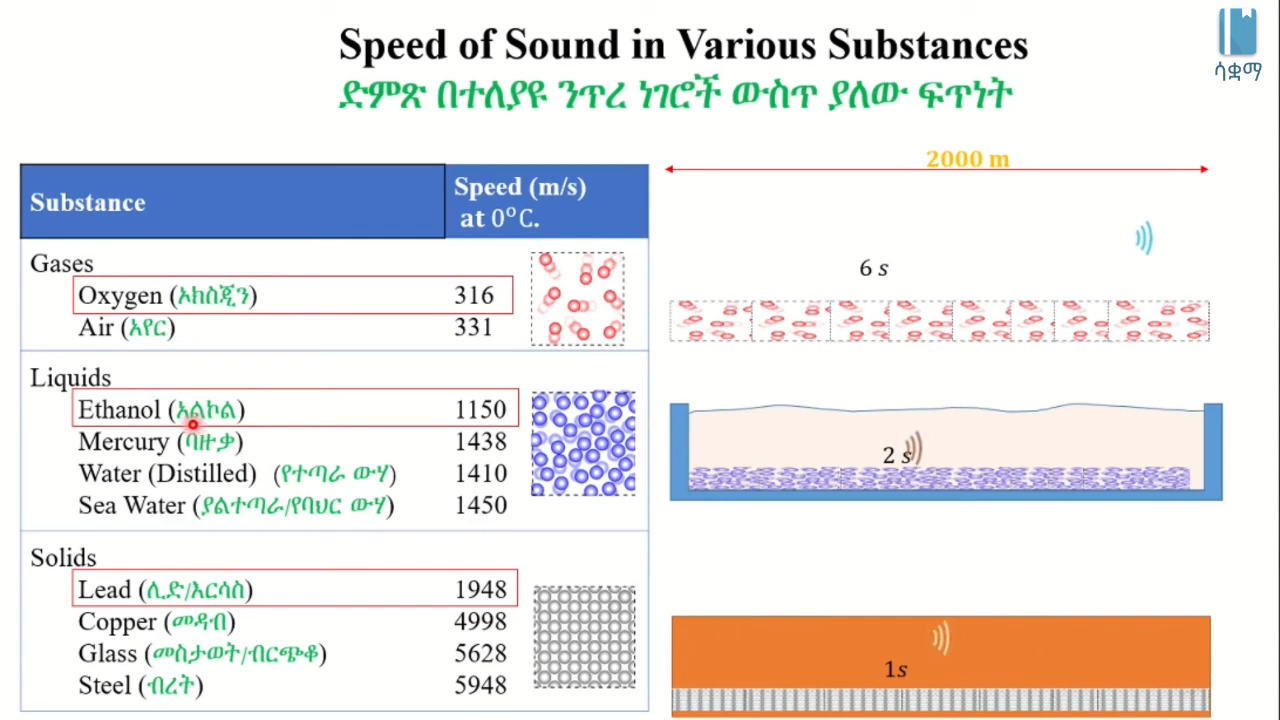 Speed of Sound in Various Substances
ድምጽ በተለያዩ ንጥረ ነገሮች ውስጥ ያለው ፍጥነት
ሳቋማ
Substance
Speed (m/s)
at 0°C.
Gases
Oxygen (ኦክስጂን) 316
Air (አየር) 331
Liquids
Ethanol (አልኮል) 1150
Mercury (ባዙቃ) 1438
Water (Distilled) (የተጣራ ውሃ) 1410
Sea Water (ያልተጣራ/የባህር ውሃ) 1450
Solids
Lead (ሊድ/እርሳስ) 1948
Copper (መዳብ) 4998
Glass (መስታወት/ብርጭቆ) 5628
Steel (ብረት) 5948
2000 m
6 s
2 s
1s